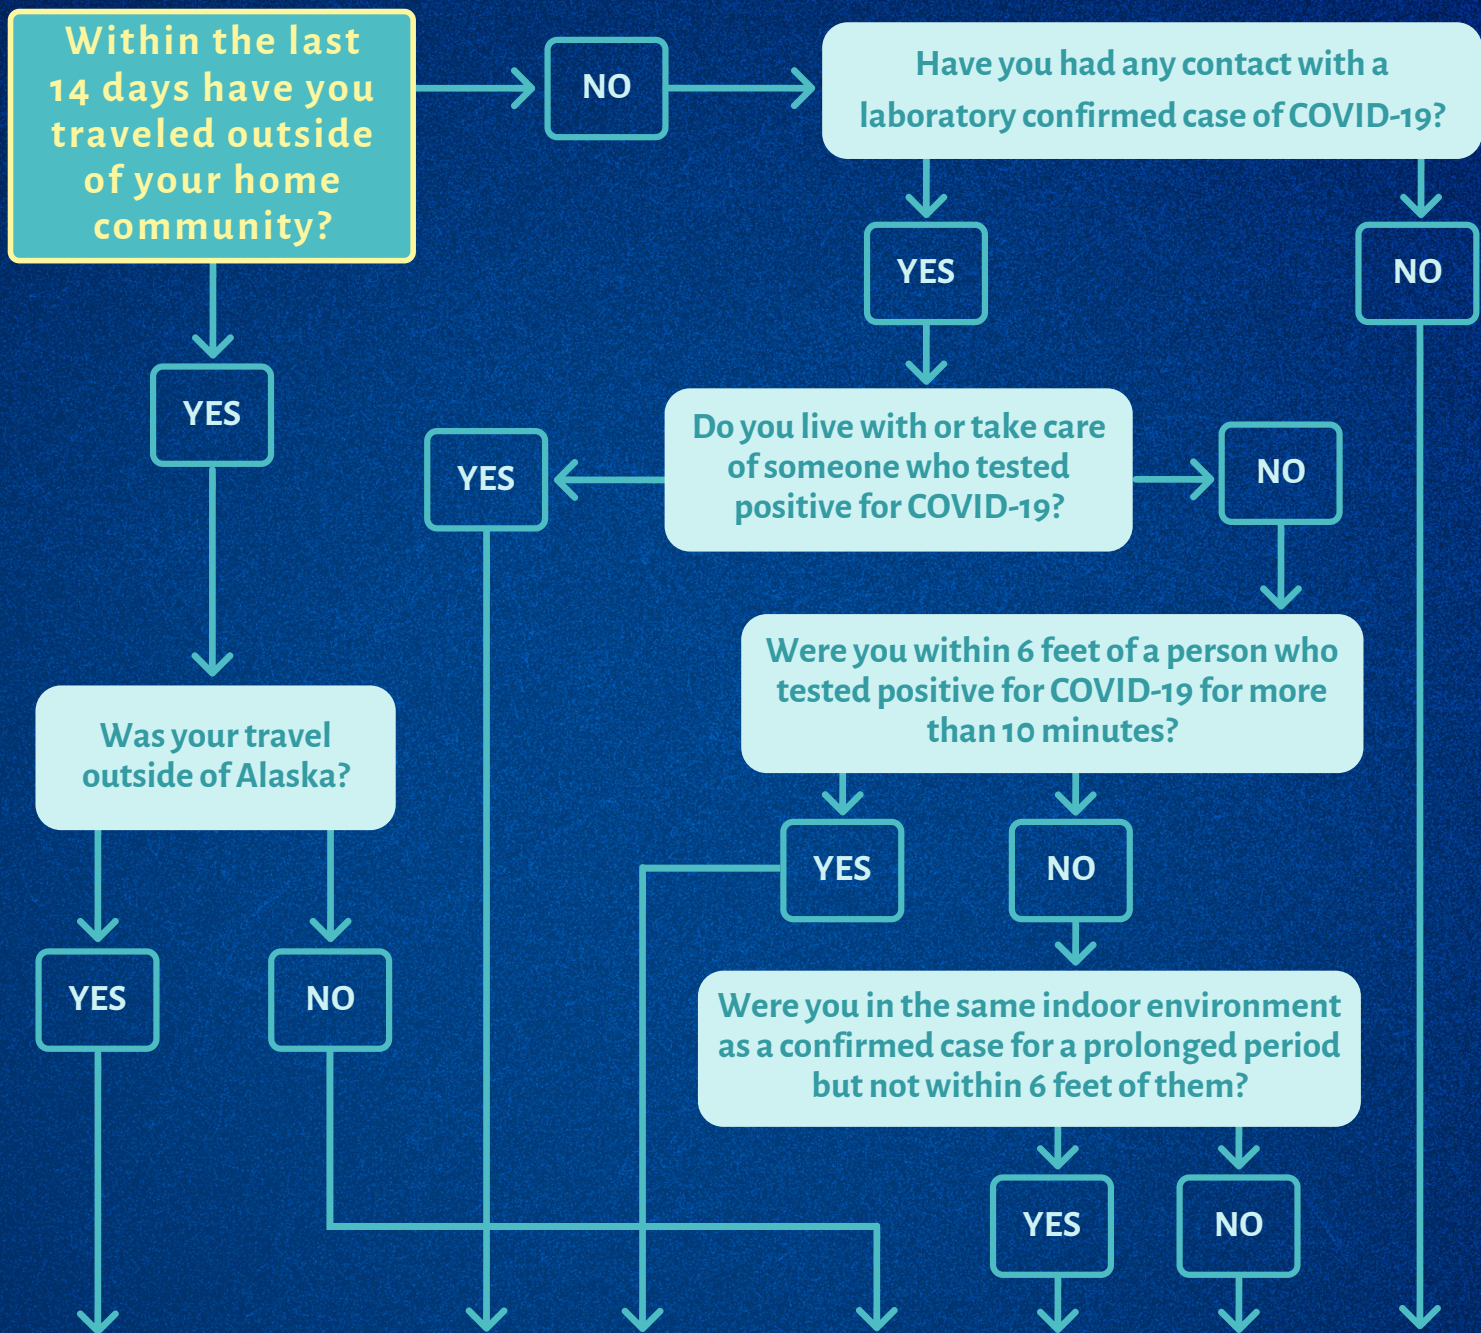 Within the last
14 days have you
traveled outside
of your home
community?
NO
Have you had any contact with a
laboratory confirmed case of COVID-19?
YES
NO
YES
Do you live with or take care
of someone who tested
positive for COVID-19?
YES
NO
Were you within 6 feet of a person who
tested positive for COVID-19 for more
than 10 minutes?
Was your travel
outside of Alaska?
YES
NO
YES
NO
Were you in the same indoor environment
as a confirmed case for a prolonged period
but not within 6 feet of them?
YES
NO